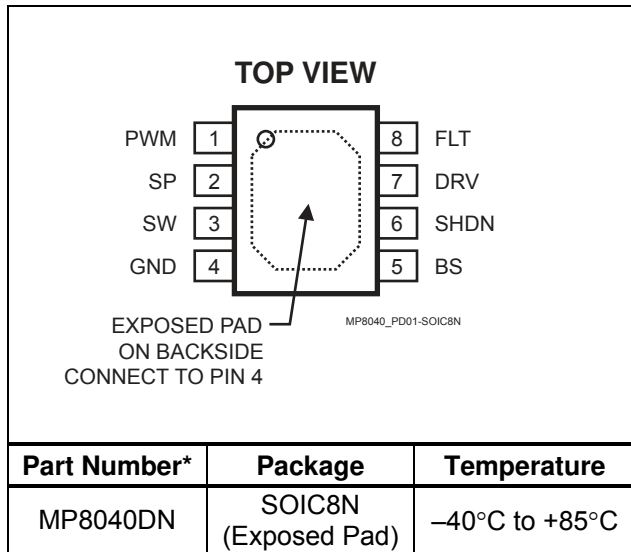 TOP VIEW
PWM 1 8 FLT
SP 2 7 DRV
SW 3 6 SHDN
GND 4 5 BS
EXPOSED PAD
ON BACKSIDE
CONNECT TO PIN 4
MP8040_PD01-SOIC8N
Part Number* Package Temperature
MP8040DN SOIC8N
(Exposed Pad) –40°C to +85°C